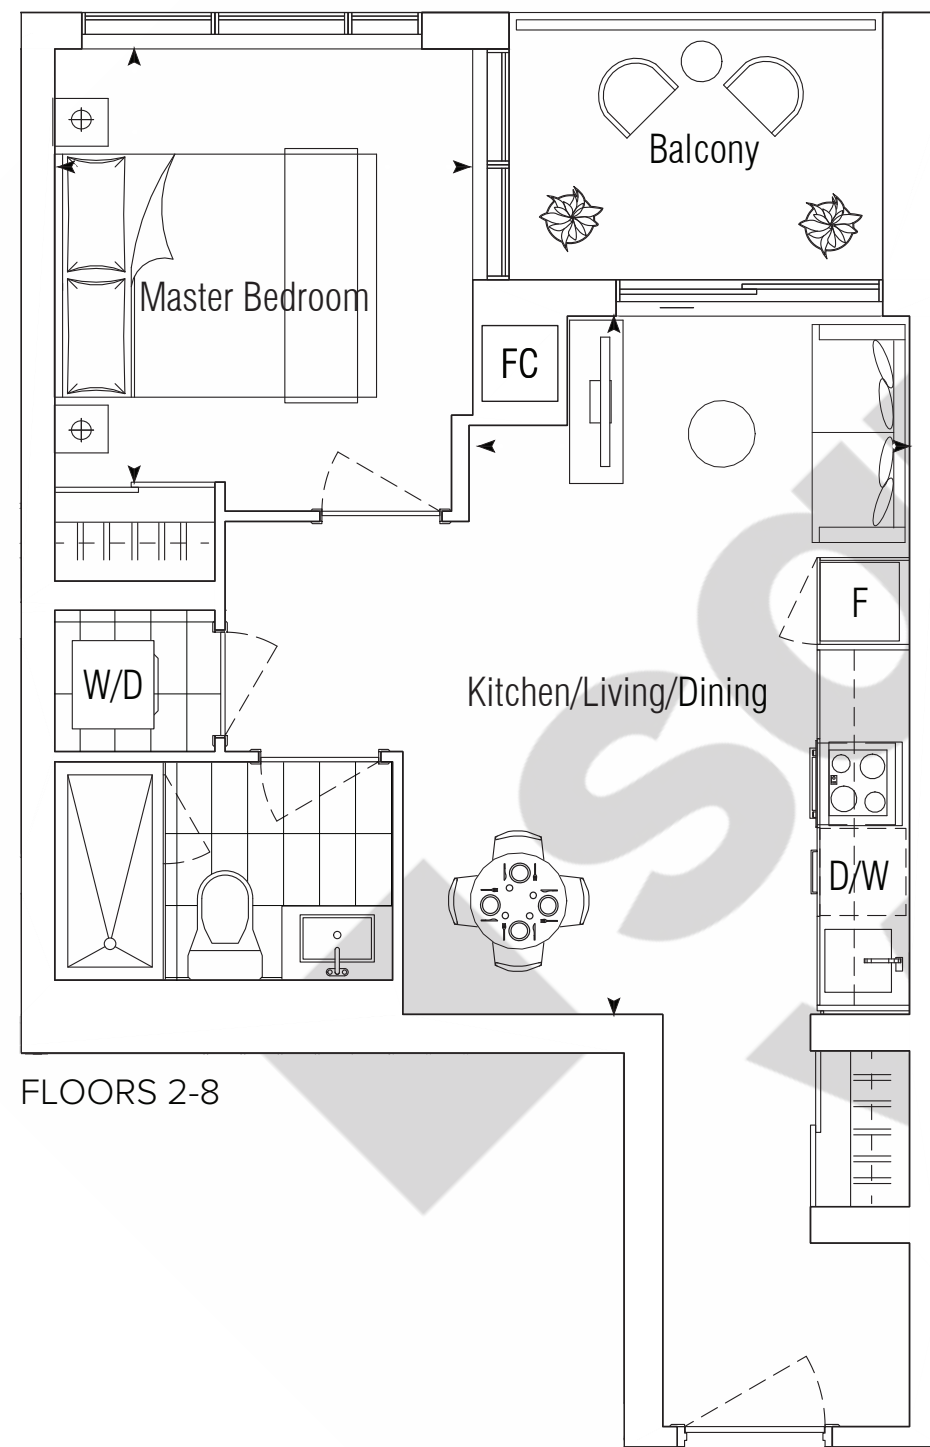 Balcony
Master Bedroom
FC
F
W/D
Kitchen/Living/Dining
D/W
FLOORS 2-8